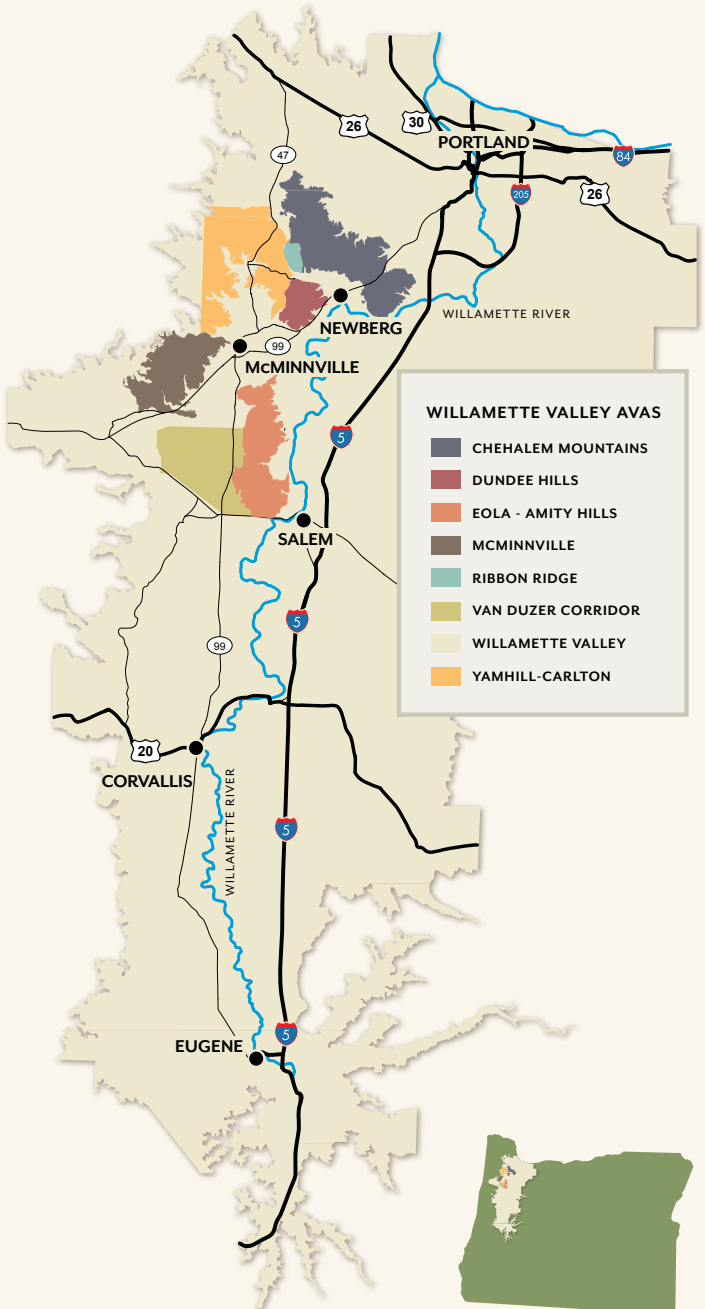 26
30
PORTLAND
84
47
205
26
WILLAMETTE RIVER
NEWBERG
99
McMINNVILLE
WILLAMETTE VALLEY AVAS
CHEHALEM MOUNTAINS
DUNDEE HILLS
EOLA - AMITY HILLS
MCMINNVILLE
RIBBON RIDGE
VAN DUZER CORRIDOR
WILLAMETTE VALLEY
YAMHILL-CARLTON
5
SALEM
5
99
20
CORVALLIS
WILLAMETTE RIVER
5
5
EUGENE